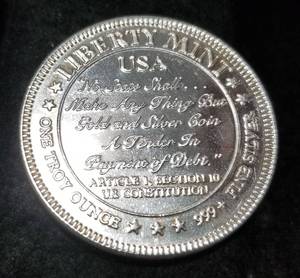 LIBERTY MINT
USA
"No State Shall...
Make Any Thing But
Gold and Silver Coin
A Tender In
Payment of Debt."
ARTICLE I, SECTION 10
U.S. CONSTITUTION
ONE TROY OUNCE
.999+ FINE SILVER